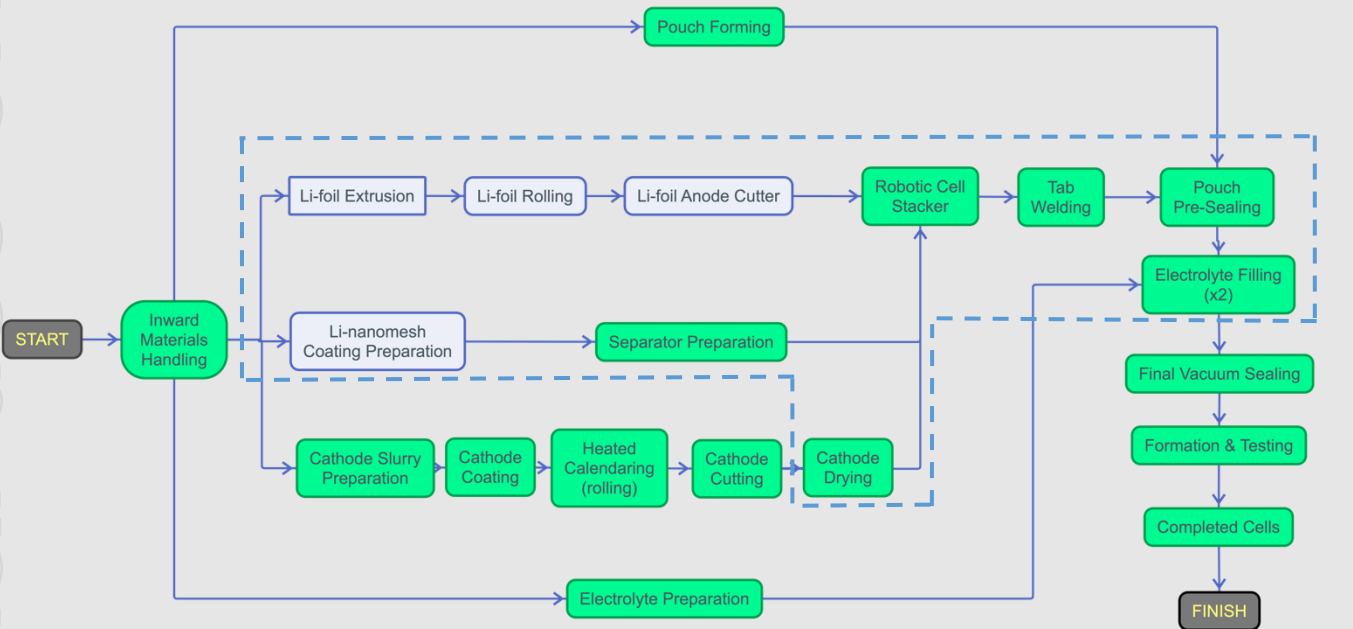 Pouch Forming
Li-foil Extrusion
Li-foil Rolling
Li-foil Anode Cutter
Robotic Cell
Stacker
Tab
Welding
Pouch
Pre-Sealing
Electrolyte Filling
(x2)
START
Inward
Materials
Handling
Li-nanomesh
Coating Preparation
Separator Preparation
Final Vacuum Sealing
Cathode Slurry
Preparation
Cathode
Coating
Heated
Calendaring
(rolling)
Cathode
Cutting
Cathode
Drying
Formation & Testing
Completed Cells
Electrolyte Preparation
FINISH